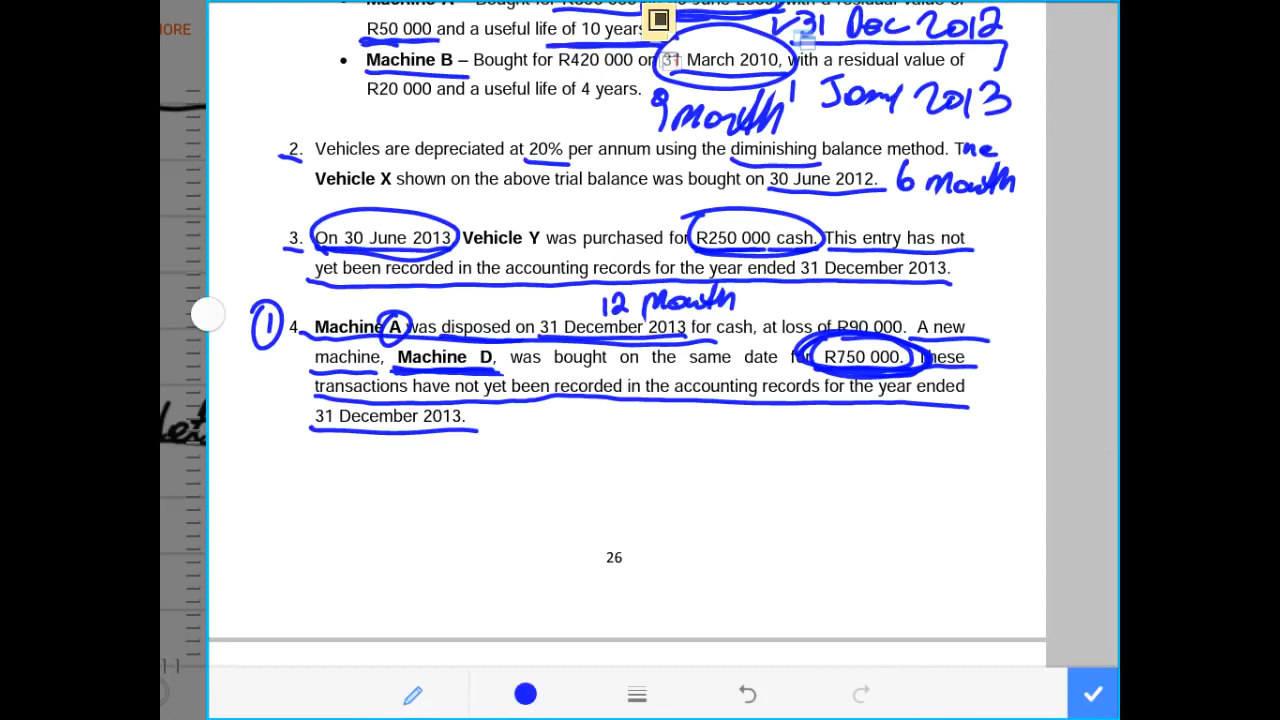 MORE
R50 000 and a useful life of 10 years
31 Dec 2012
• Machine B – Bought for R420 000 on 31 March 2010, with a residual value of
R20 000 and a useful life of 4 years.
9 month
1 Jany 2013
2. Vehicles are depreciated at 20% per annum using the diminishing balance method. The
Vehicle X shown on the above trial balance was bought on 30 June 2012. 6 month
3. On 30 June 2013 Vehicle Y was purchased for R250 000 cash. This entry has not
yet been recorded in the accounting records for the year ended 31 December 2013.
12 month
1 4. Machine A was disposed on 31 December 2013 for cash, at loss of R90 000. A new
machine, Machine D, was bought on the same date for R750 000. These
transactions have not yet been recorded in the accounting records for the year ended
31 December 2013.
26